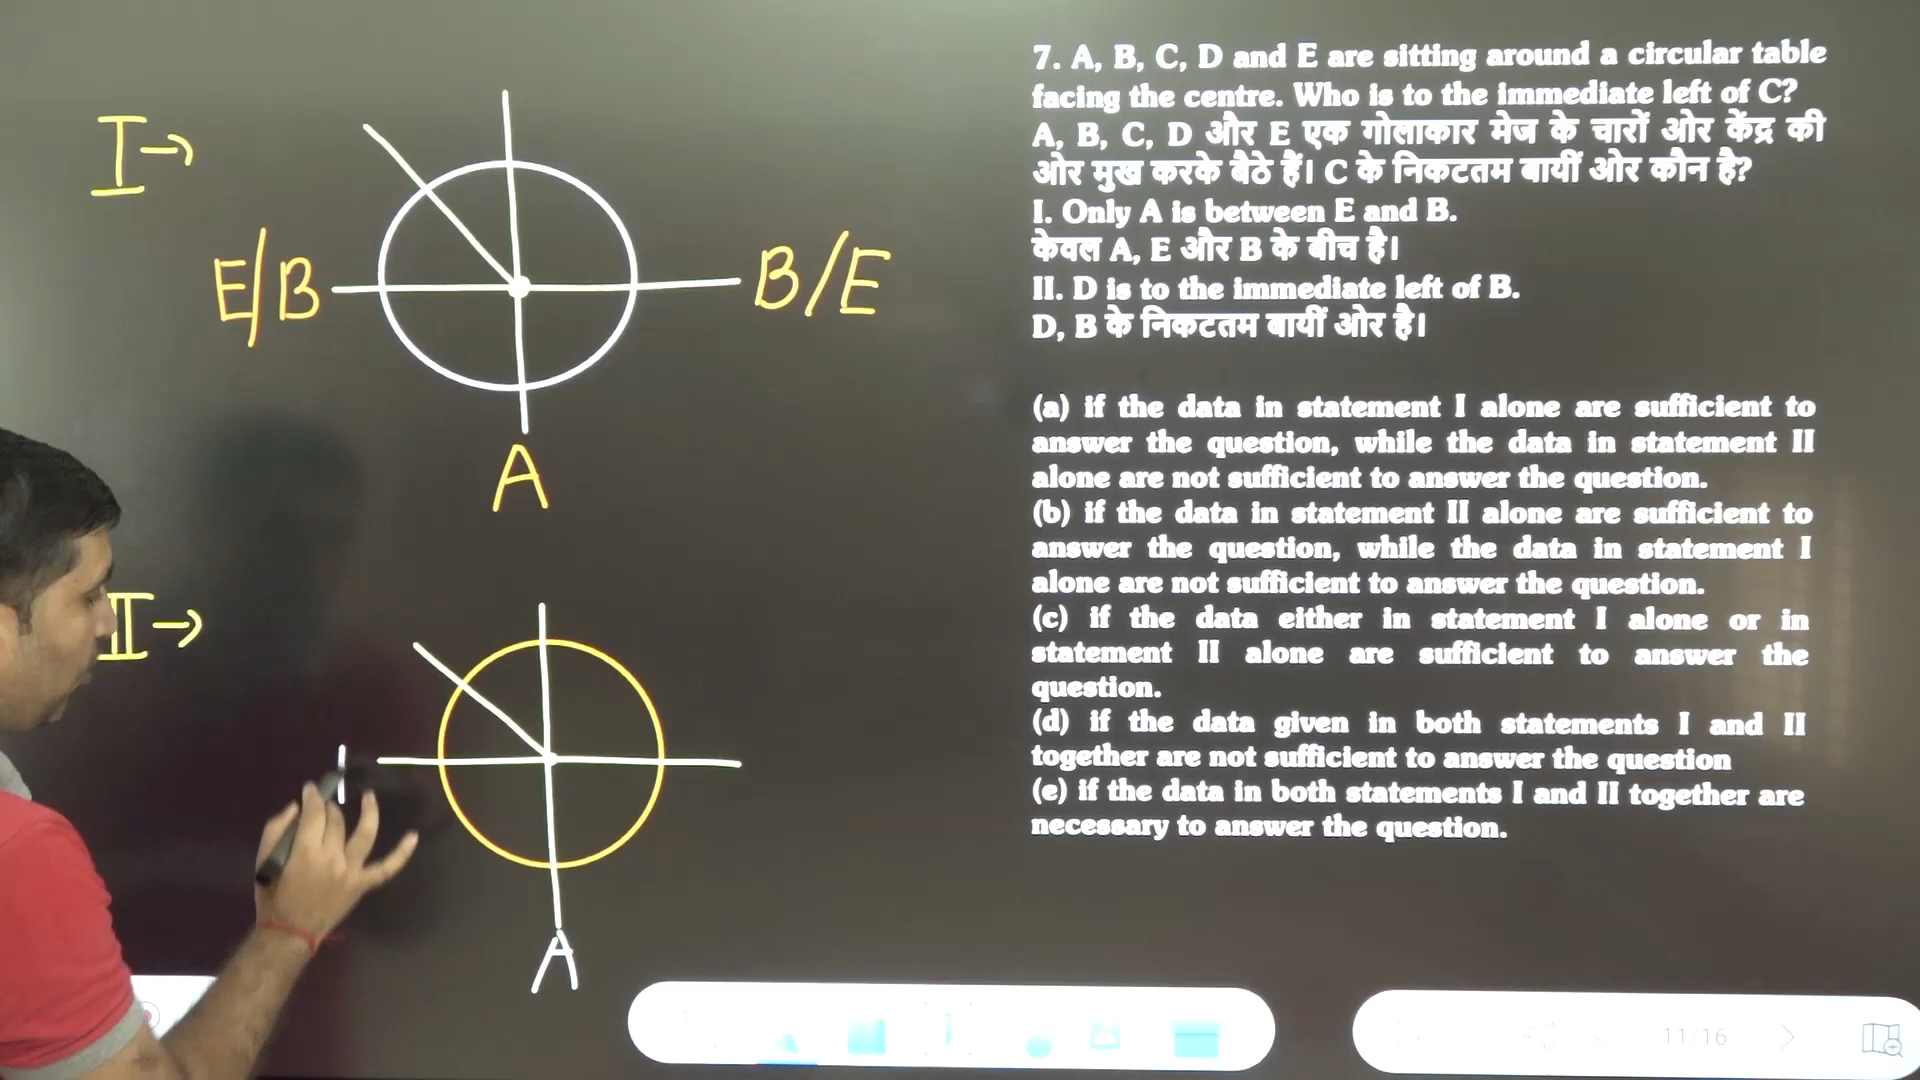 I→
E/B
B/E
A
II→
A
7. A, B, C, D and E are sitting around a circular table
facing the centre. Who is to the immediate left of C?
A, B, C, D और E एक गोलाकार मेज के चारों ओर केंद्र की
ओर मुख करके बैठे हैं। C के निकटतम बायीं ओर कौन है?
I. Only A is between E and B.
केवल A, E और B के बीच है।
II. D is to the immediate left of B.
D, B के निकटतम बायीं ओर है।
(a) if the data in statement I alone are sufficient to
answer the question, while the data in statement II
alone are not sufficient to answer the question.
(b) if the data in statement II alone are sufficient to
answer the question, while the data in statement I
alone are not sufficient to answer the question.
(c) if the data either in statement I alone or in
statement II alone are sufficient to answer the
question.
(d) if the data given in both statements I and II
together are not sufficient to answer the question
(e) if the data in both statements I and II together are
necessary to answer the question.
11/16